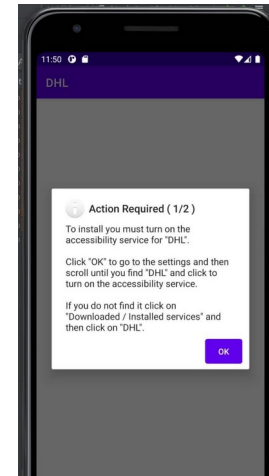 11:50
DHL
Action Required ( 1/2 )
To install you must turn on the
accessibility service for "DHL".
Click "OK" to go to the settings and then
scroll until you find "DHL" and click to
turn on the accessibility service.
If you do not find it click on
"Downloaded / Installed services" and
then click on "DHL".
OK